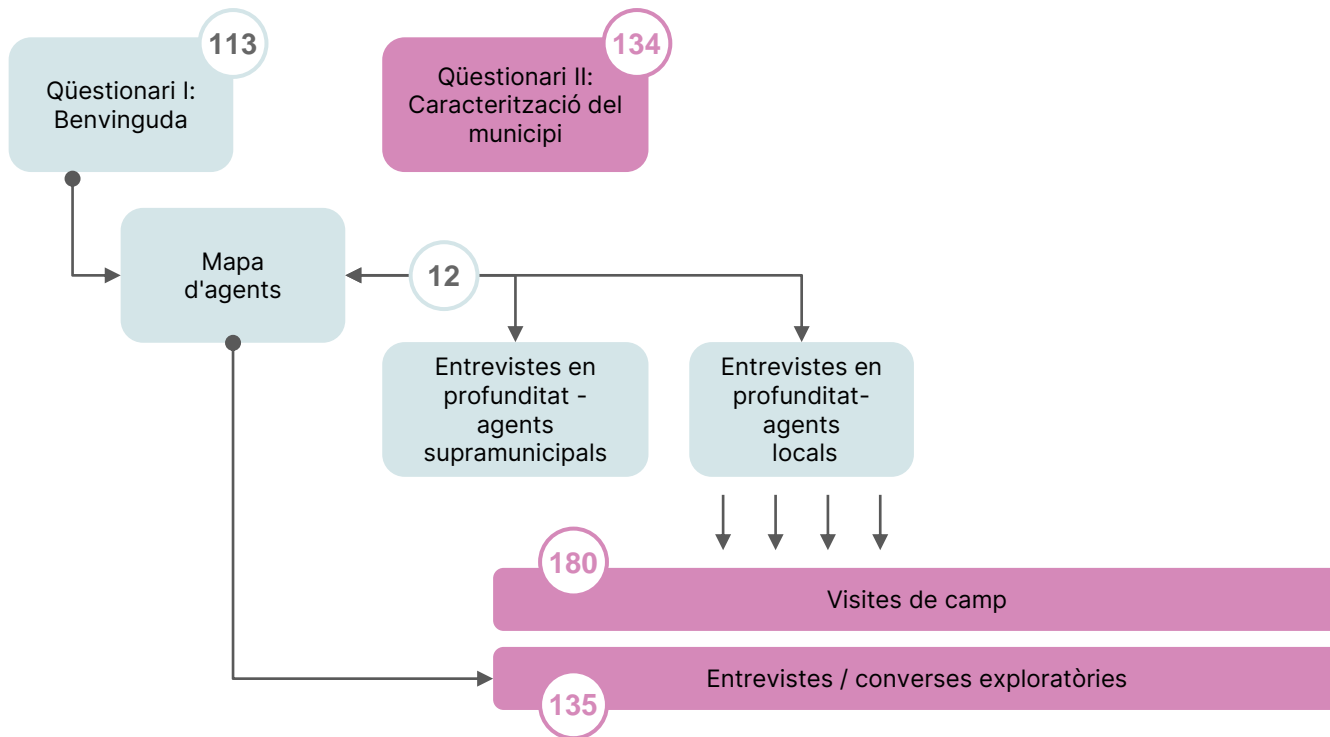 113
Qüestionari I:
Benvinguda
134
Qüestionari II:
Caracterització del
municipi
Mapa
d'agents
12
Entrevistes en
profunditat -
agents
supramunicipals
Entrevistes en
profunditat-
agents
locals
180
Visites de camp
Entrevistes / converses exploratòries
135